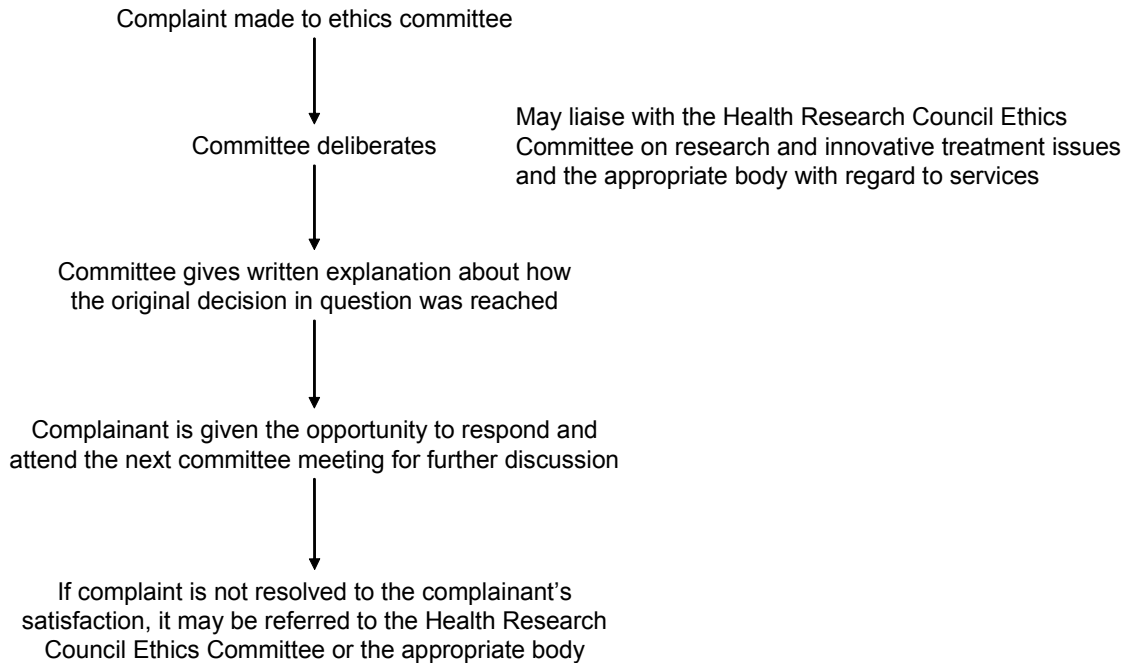 Complaint made to ethics committee
Committee deliberates
May liaise with the Health Research Council Ethics
Committee on research and innovative treatment issues
and the appropriate body with regard to services
Committee gives written explanation about how
the original decision in question was reached
Complainant is given the opportunity to respond and
attend the next committee meeting for further discussion
If complaint is not resolved to the complainant's
satisfaction, it may be referred to the Health Research
Council Ethics Committee or the appropriate body